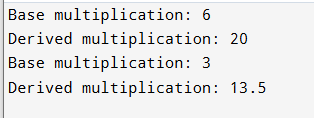 Base multiplication: 6
Derived multiplication: 20
Base multiplication: 3
Derived multiplication: 13.5